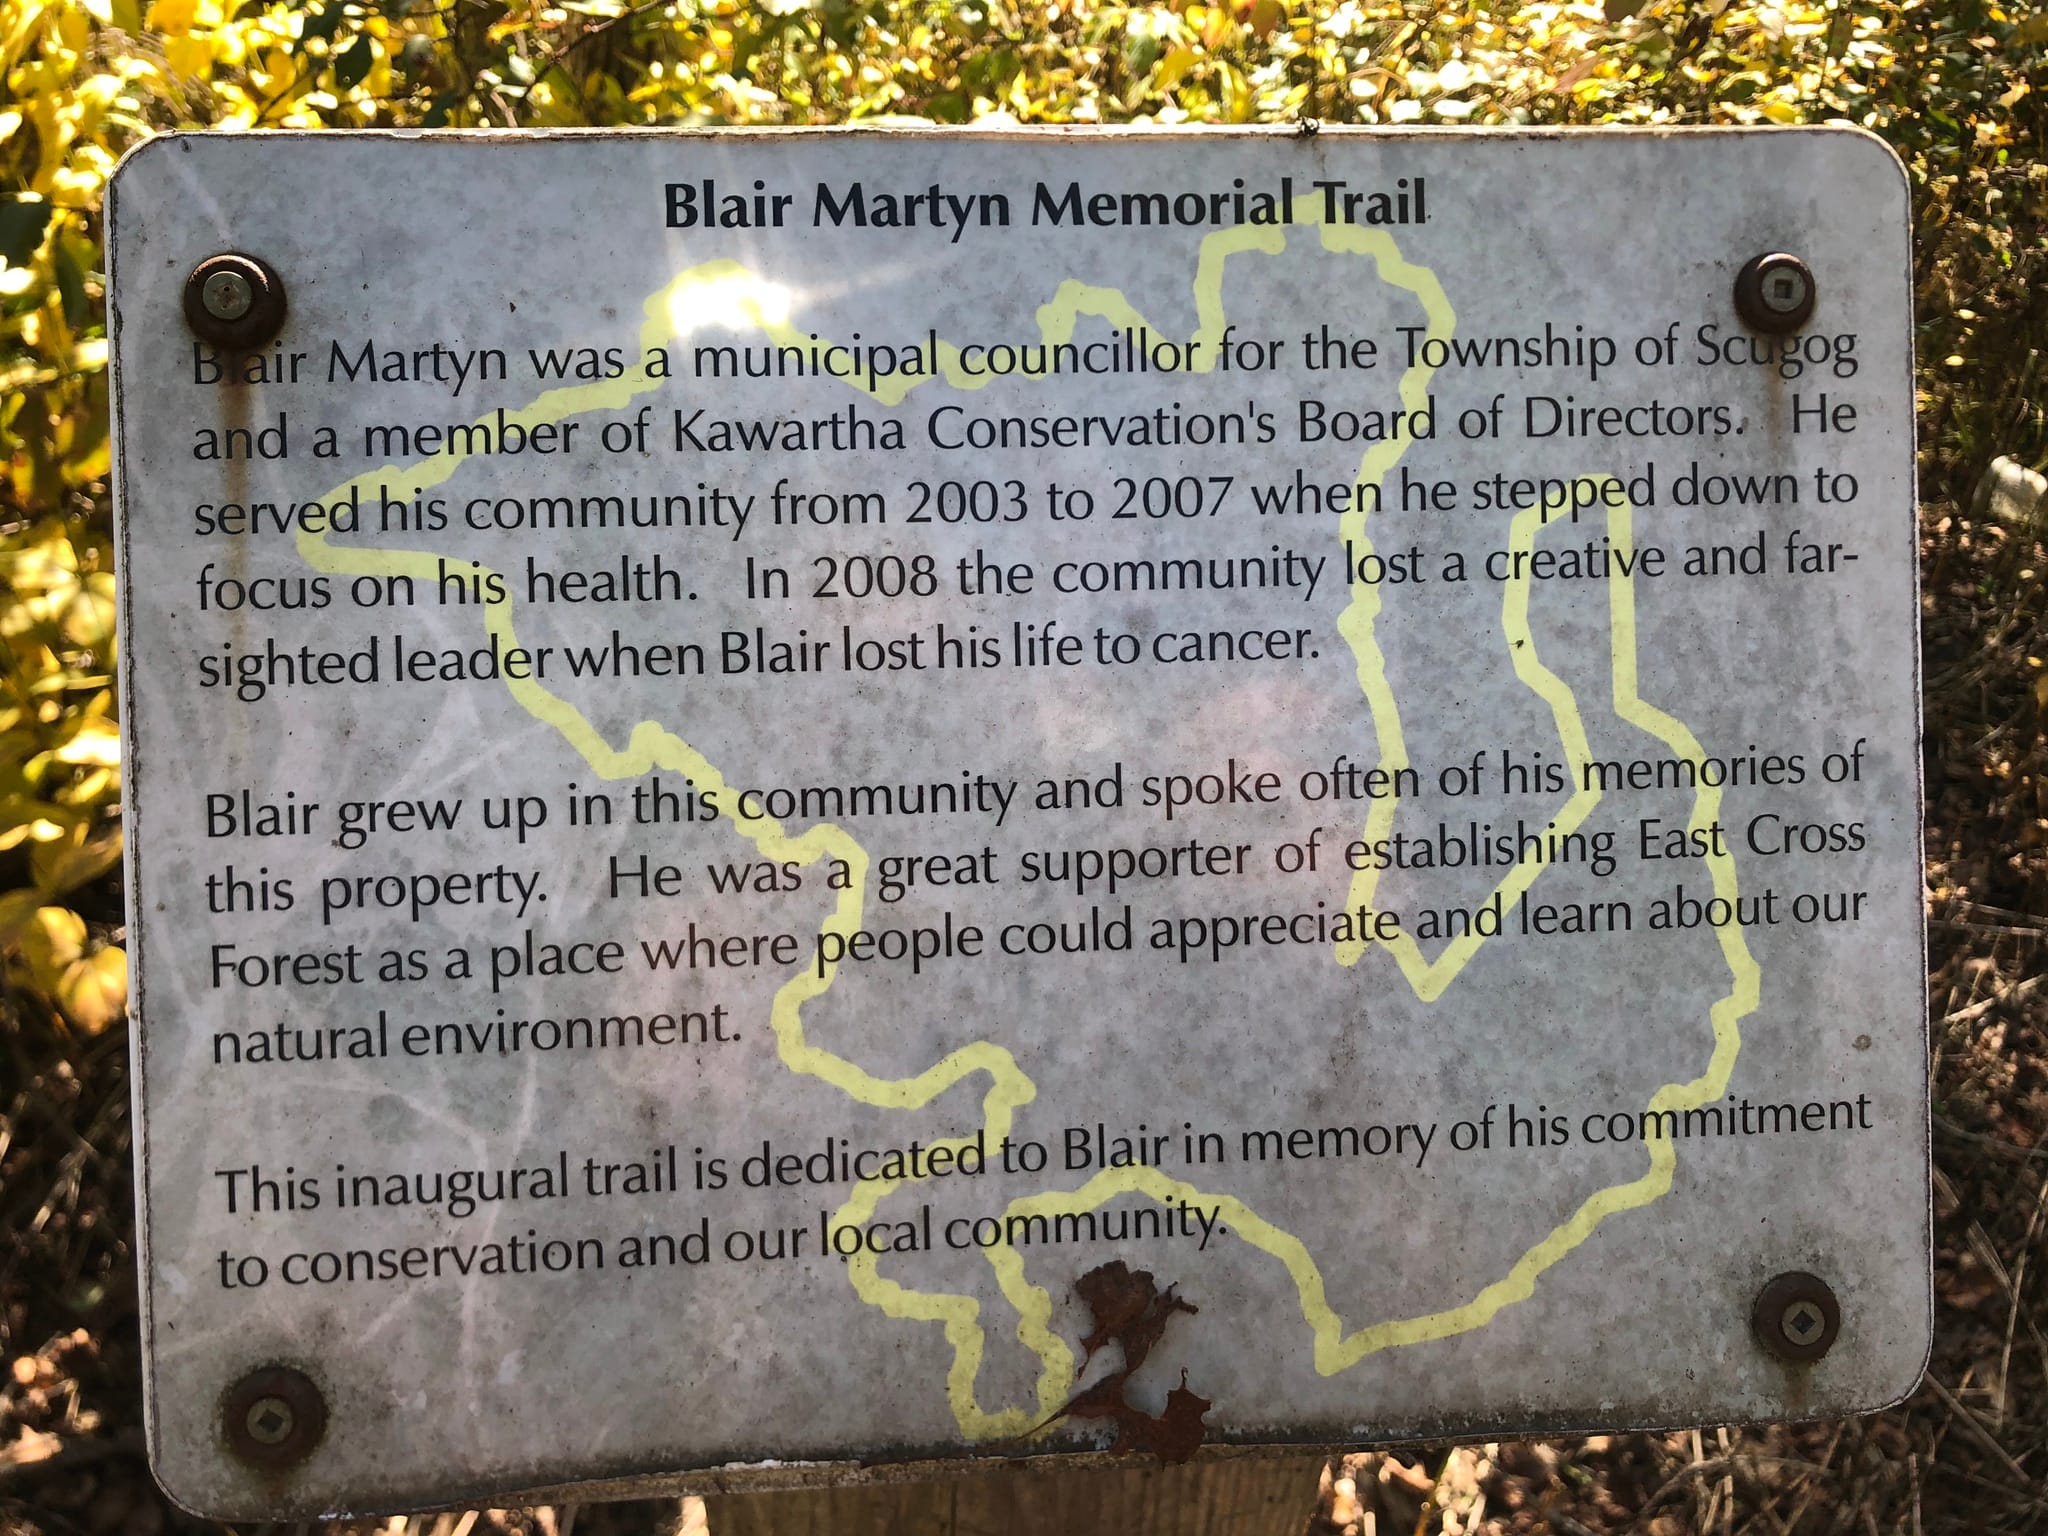 Blair Martyn Memorial Trail
Blair Martyn was a municipal councillor for the Township of Scugog
and a member of Kawartha Conservation's Board of Directors. He
served his community from 2003 to 2007 when he stepped down to
focus on his health. In 2008 the community lost a creative and far-
sighted leader when Blair lost his life to cancer.
Blair grew up in this community and spoke often of his memories of
this property. He was a great supporter of establishing East Cross
Forest as a place where people could appreciate and learn about our
natural environment.
This inaugural trail is dedicated to Blair in memory of his commitment
to conservation and our local community.